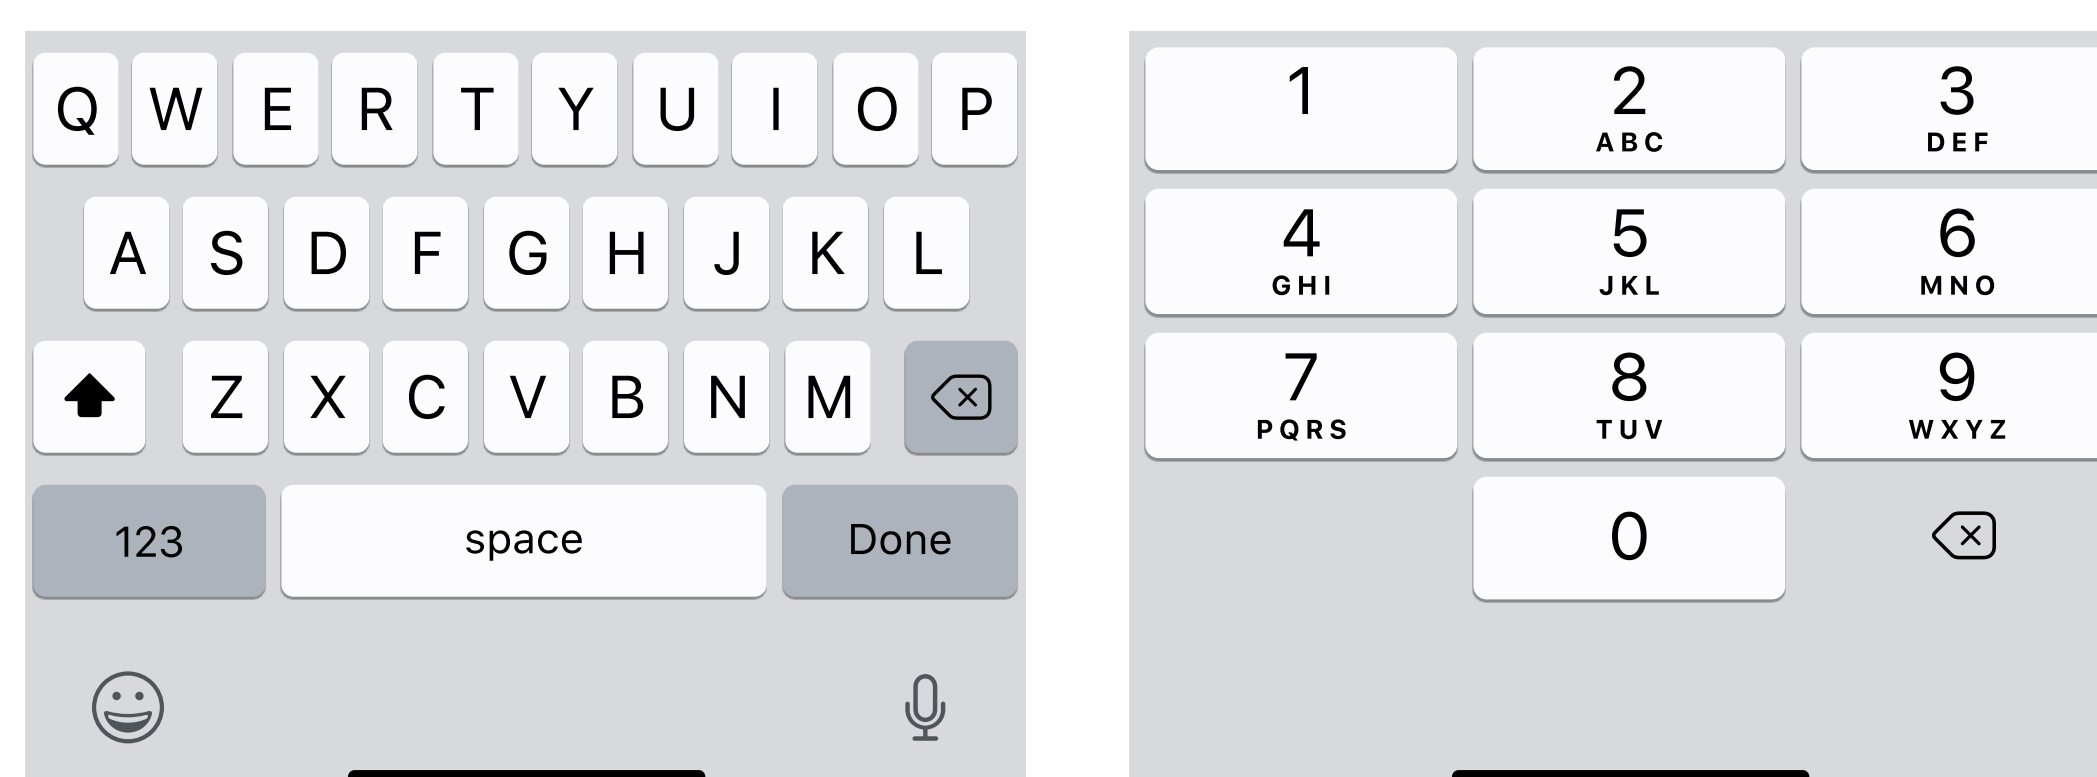 Q W E R T Y U I O P
A S D F G H J K L
Z X C V B N M
123 space Done
1 2 3
ABC DEF
4 5 6
GHI JKL MNO
7 8 9
PQRS TUV WXYZ
0